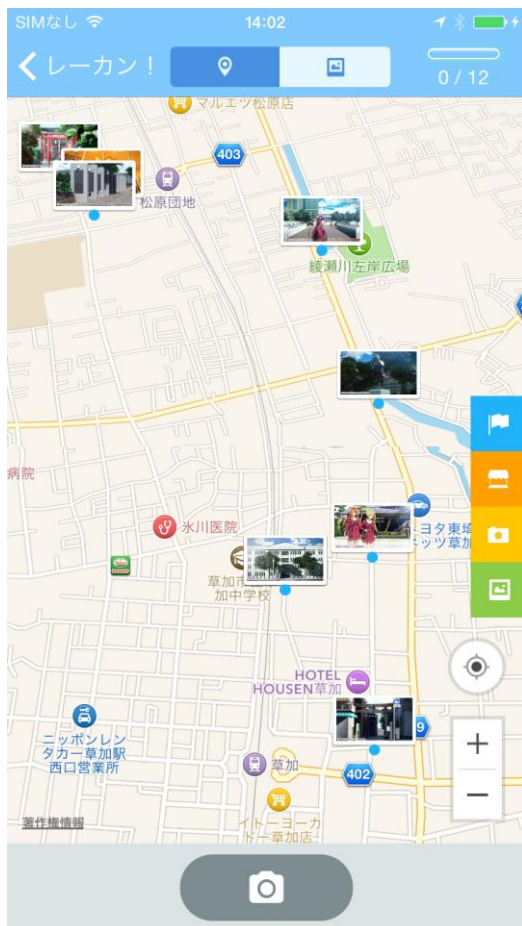 SIMなし 14:02
レーカン！
0 / 12
マルエツ松原店
403
松原団地
綾瀬川左岸広場
病院
氷川医院
ヨタ東埼
ッツ草加
草加市
加中学校
HOTEL
HOUSEN草加
9
ニッポンレン
タカー草加駅
西口営業所
草加
402
イトーヨーカ
ドー草加店
著作権情報